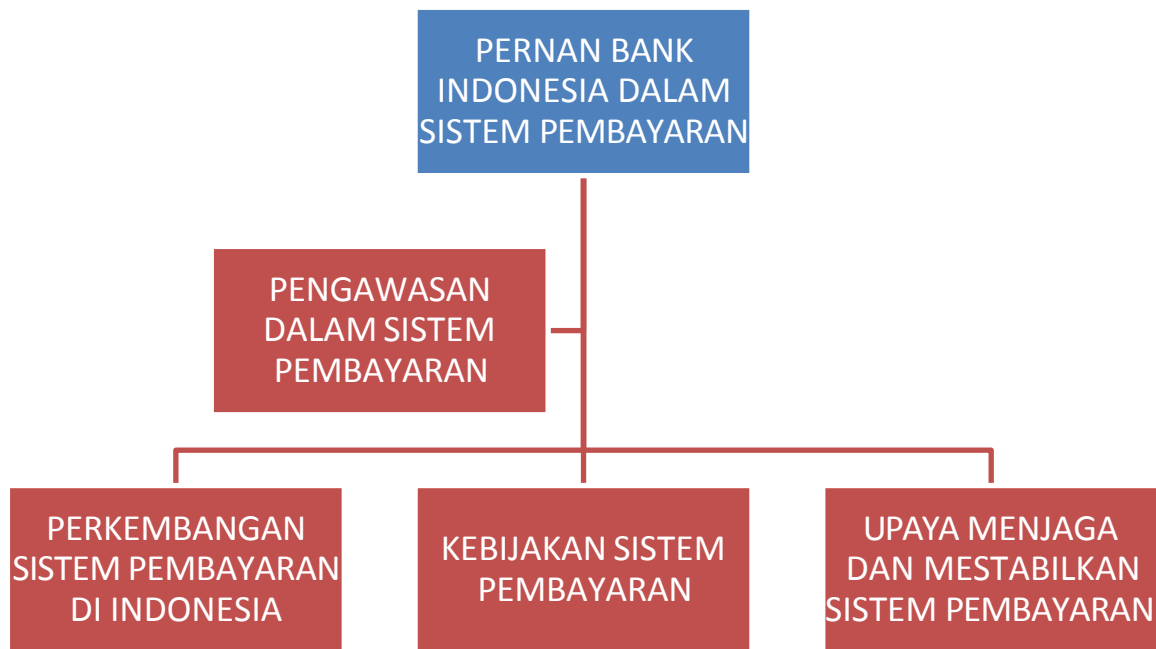 PERNAN BANK
INDONESIA DALAM
SISTEM PEMBAYARAN
PENGAWASAN
DALAM SISTEM
PEMBAYARAN
PERKEMBANGAN
SISTEM PEMBAYARAN
DI INDONESIA
KEBIJAKAN SISTEM
PEMBAYARAN
UPAYA MENJAGA
DAN MESTABILKAN
SISTEM PEMBAYARAN